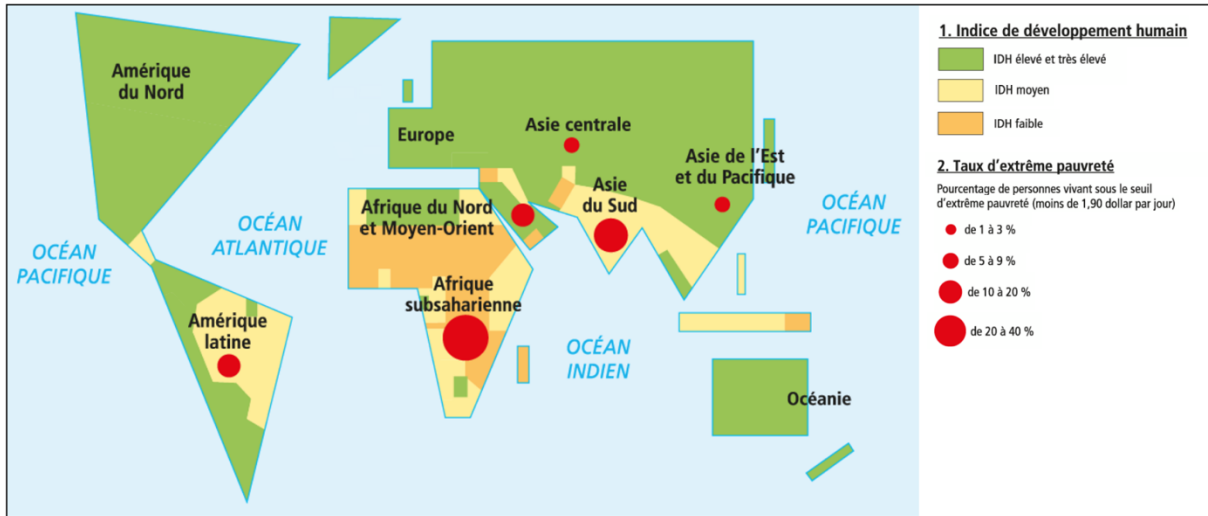 Amérique
du Nord
Europe
Asie centrale
Asie de l'Est
et du Pacifique
Asie
du Sud
Afrique du Nord
et Moyen-Orient
OCÉAN
ATLANTIQUE
OCÉAN
PACIFIQUE
OCÉAN
PACIFIQUE
Afrique
subsaharienne
Amérique
latine
OCÉAN
INDIEN
Océanie
1. Indice de développement humain
IDH élevé et très élevé
IDH moyen
IDH faible
2. Taux d'extrême pauvreté
Pourcentage de personnes vivant sous le seuil
d'extrême pauvreté (moins de 1,90 dollar par jour)
de 1 à 3 %
de 5 à 9 %
de 10 à 20 %
de 20 à 40 %